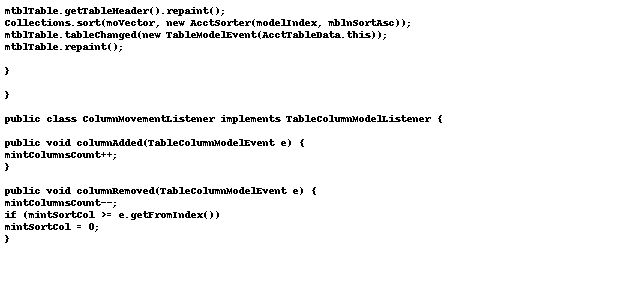 mtblTable.getTableHeader().repaint();
Collections.sort(moVector, new AcctSorter(modelIndex, mblnSortAsc));
mtblTable.tableChanged(new TableModelEvent(AcctTableData.this));
mtblTable.repaint();
}
}
public class ColumnMovementListener implements TableColumnModelListener {
public void columnAdded(TableColumnModelEvent e) {
mintColumnsCount++;
}
public void columnRemoved(TableColumnModelEvent e) {
mintColumnsCount--;
if (mintSortCol >= e.getFromIndex())
mintSortCol = 0;
}